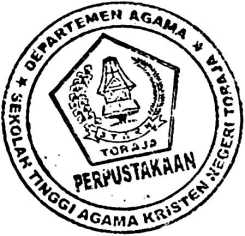 ★ DEPARTEMEN AGAMA ★
SEKOLAH TINGGI AGAMA KRISTEN NEGERI TORAJA
TORAJA
PERPUSTAKAAN